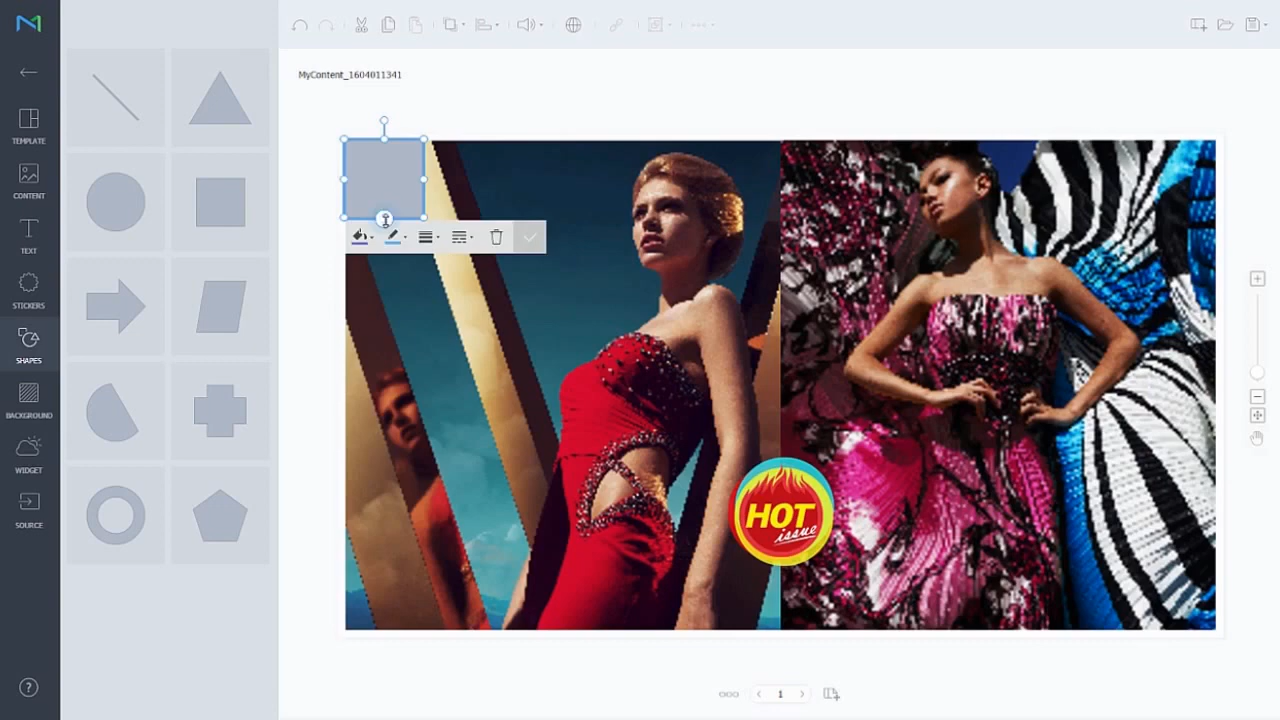 MyContent_1604011341
TEMPLATE
CONTENT
TEXT
STICKERS
SHAPES
BACKGROUND
WIDGET
SOURCE
?
HOT
issue
1